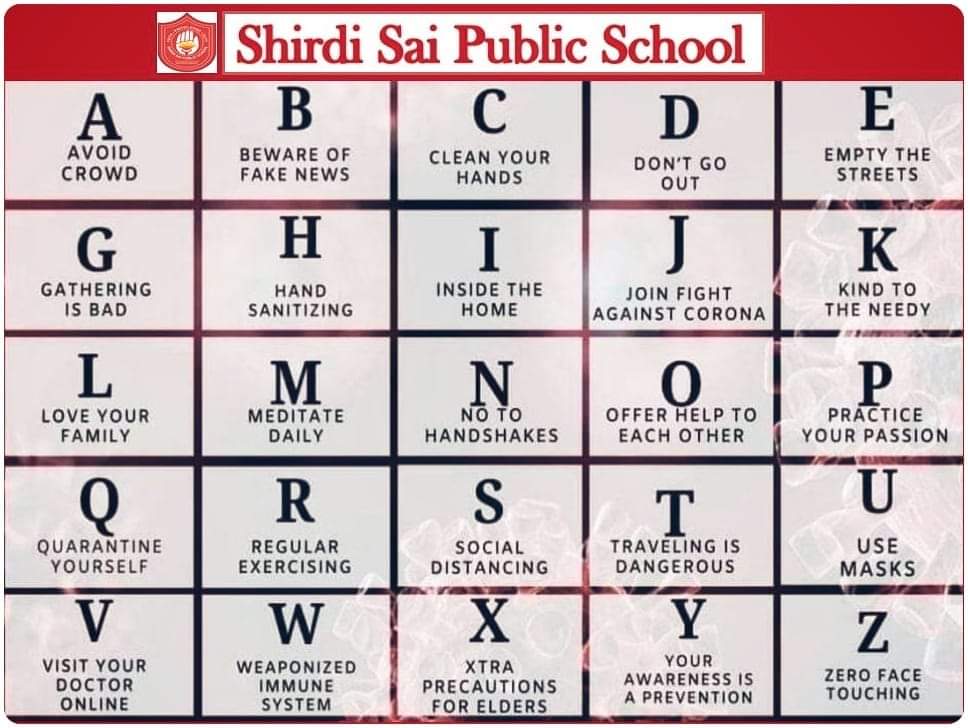 Shirdi Sai Public School
A
AVOID
CROWD
B
BEWARE OF
FAKE NEWS
C
CLEAN YOUR
HANDS
D
DON'T GO
OUT
E
EMPTY THE
STREETS
G
GATHERING
IS BAD
H
HAND
SANITIZING
I
INSIDE THE
HOME
J
JOIN FIGHT
AGAINST CORONA
K
KIND TO
THE NEEDY
L
LOVE YOUR
FAMILY
M
MEDITATE
DAILY
N
NO TO
HANDSHAKES
O
OFFER HELP TO
EACH OTHER
P
PRACTICE
YOUR PASSION
Q
QUARANTINE
YOURSELF
R
REGULAR
EXERCISING
S
SOCIAL
DISTANCING
T
TRAVELING IS
DANGEROUS
U
USE
MASKS
V
VISIT YOUR
DOCTOR
ONLINE
W
WEAPONIZED
IMMUNE
SYSTEM
X
XTRA
PRECAUTIONS
FOR ELDERS
Y
YOUR
AWARENESS IS
A PREVENTION
Z
ZERO FACE
TOUCHING